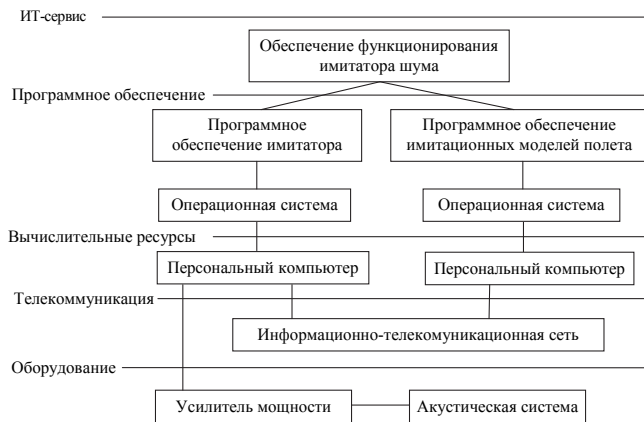 ИТ-сервис
Обеспечение функционирования
имитатора шума
Программное обеспечение
Программное
обеспечение имитатора
Программное обеспечение
имитационных моделей полета
Операционная система
Операционная система
Вычислительные ресурсы
Персональный компьютер
Персональный компьютер
Телекоммуникация
Информационно-телекомуникационная сеть
Оборудование
Усилитель мощности
Акустическая система